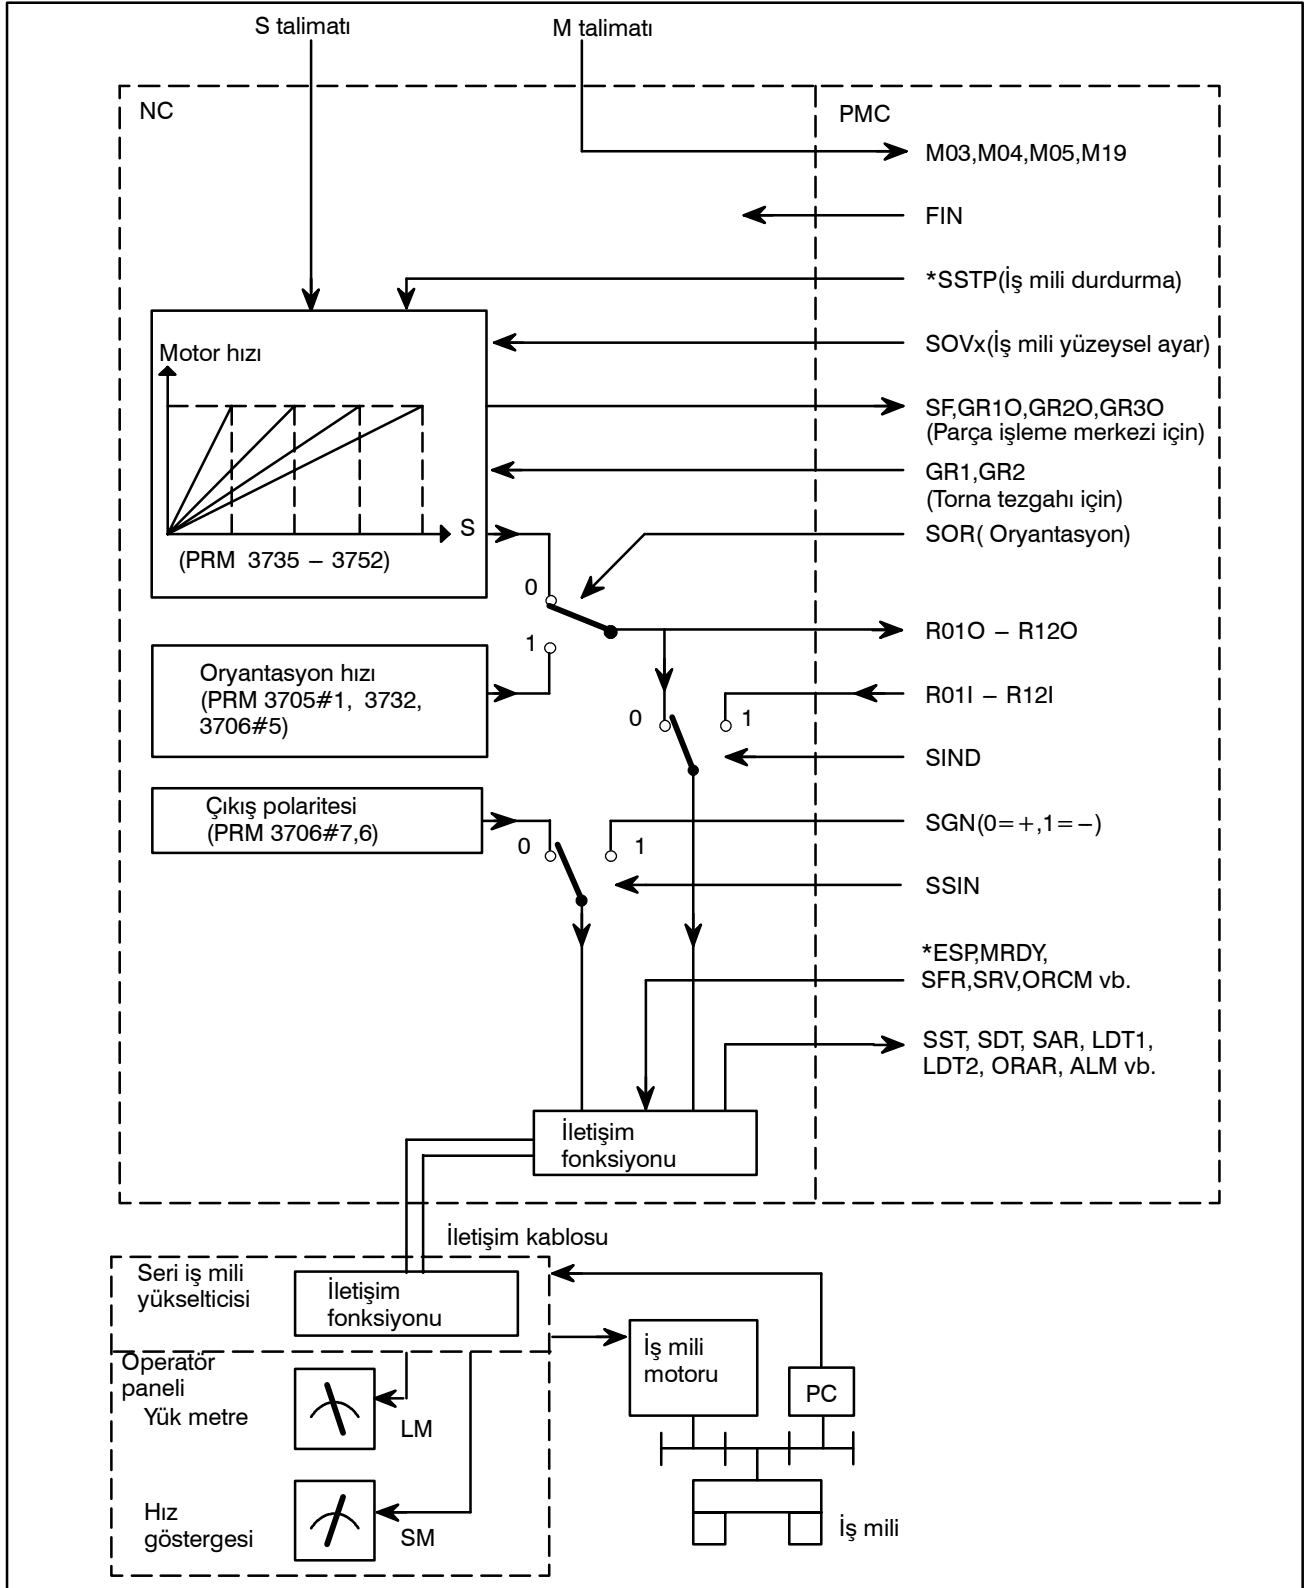 S talimatı
M talimatı
NC
PMC
M03,M04,M05,M19
FIN
*SSTP(İş mili durdurma)
Motor hızı
SOVx(İş mili yüzeysel ayar)
SF,GR1O,GR2O,GR3O
(Parça işleme merkezi için)
GR1,GR2
(Torna tezgahı için)
S
(PRM 3735 – 3752)
SOR( Oryantasyon)
0
1
R01O – R12O
Oryantasyon hızı
(PRM 3705#1, 3732,
3706#5)
R01I – R12I
0
1
SIND
Çıkış polaritesi
(PRM 3706#7,6)
SGN(0=+,1=–)
0
1
SSIN
*ESP,MRDY,
SFR,SRV,ORCM vb.
SST, SDT, SAR, LDT1,
LDT2, ORAR, ALM vb.
İletişim
fonksiyonu
İletişim kablosu
Seri iş mili
yükselticisi
İletişim
fonksiyonu
İş mili
motoru
PC
Operatör
paneli
Yük metre
LM
Hız
göstergesi
SM
İş mili